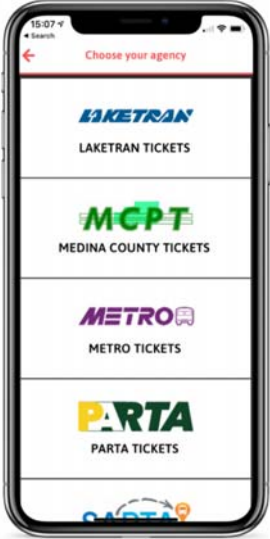 15:07
Search
Choose your agency
LAKETRAN
LAKETRAN TICKETS
MCPT
MEDINA COUNTY TICKETS
METRO
METRO TICKETS
PARTA
PARTA TICKETS
SARTA